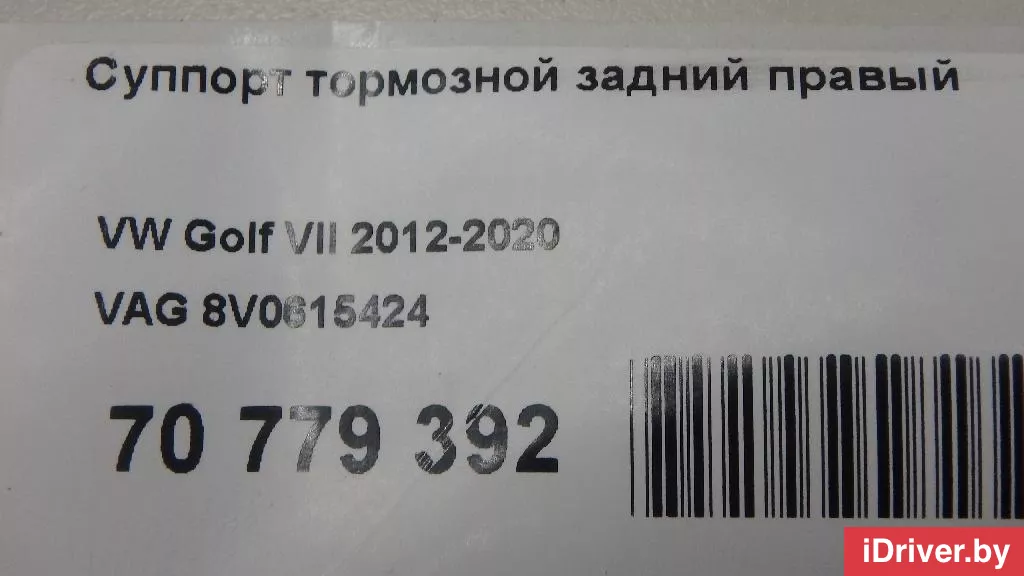 Суппорт тормозной задний правый
VW Golf VII 2012-2020
VAG 8V0615424
70 779 392
iDriver.by